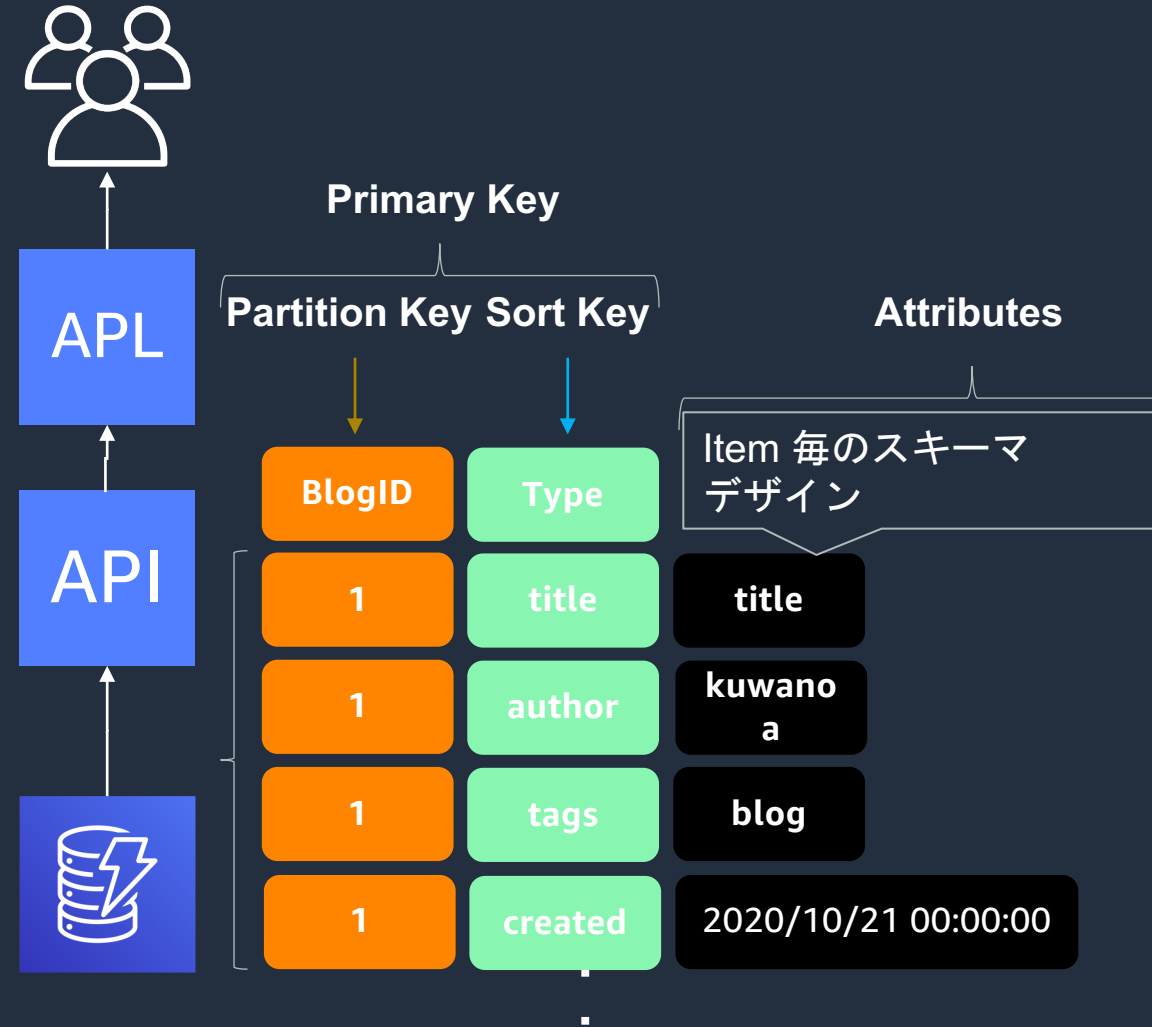 Primary Key
Partition Key Sort Key
Attributes
APL
Item 毎のスキーマ
デザイン
BlogID
Type
API
1
title
title
1
author
kuwano
a
1
tags
blog
1
created
2020/10/21 00:00:00